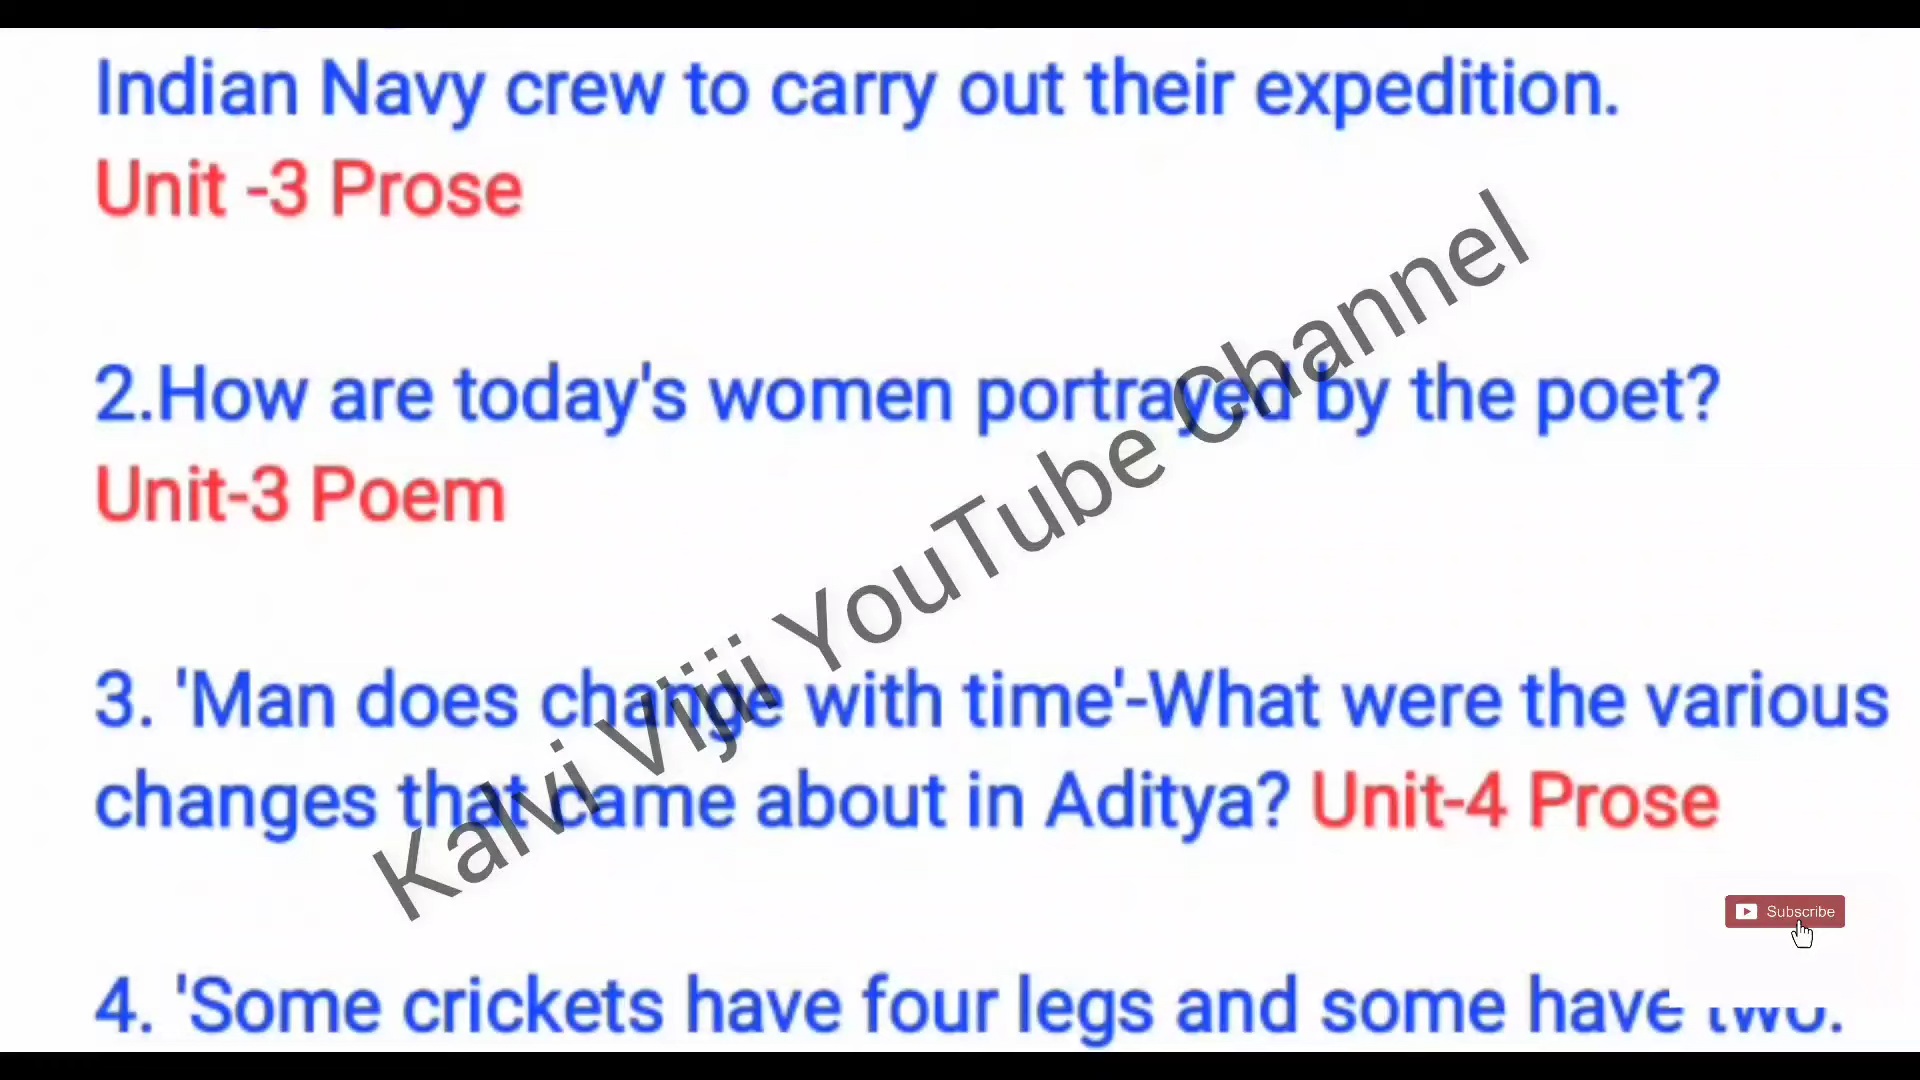 Indian Navy crew to carry out their expedition.
Unit -3 Prose
2.How are today's women portrayed by the poet?
Unit-3 Poem
3. 'Man does change with time'-What were the various
changes that came about in Aditya? Unit-4 Prose
4. 'Some crickets have four legs and some have two.
Kalvi Viji YouTube Channel
Subscribe